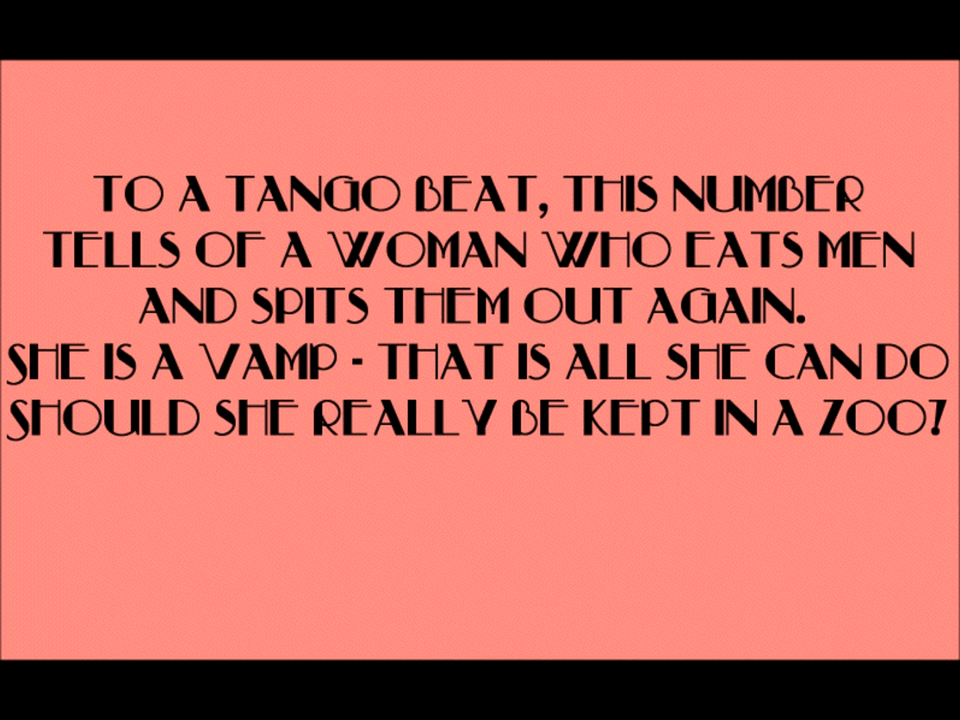 TO A TANGO BEAT, THIS NUMBER
TELLS OF A WOMAN WHO EATS MEN
AND SPITS THEM OUT AGAIN.
SHE IS A VAMP - THAT IS ALL SHE CAN DO
SHOULD SHE REALLY BE KEPT IN A ZOO?